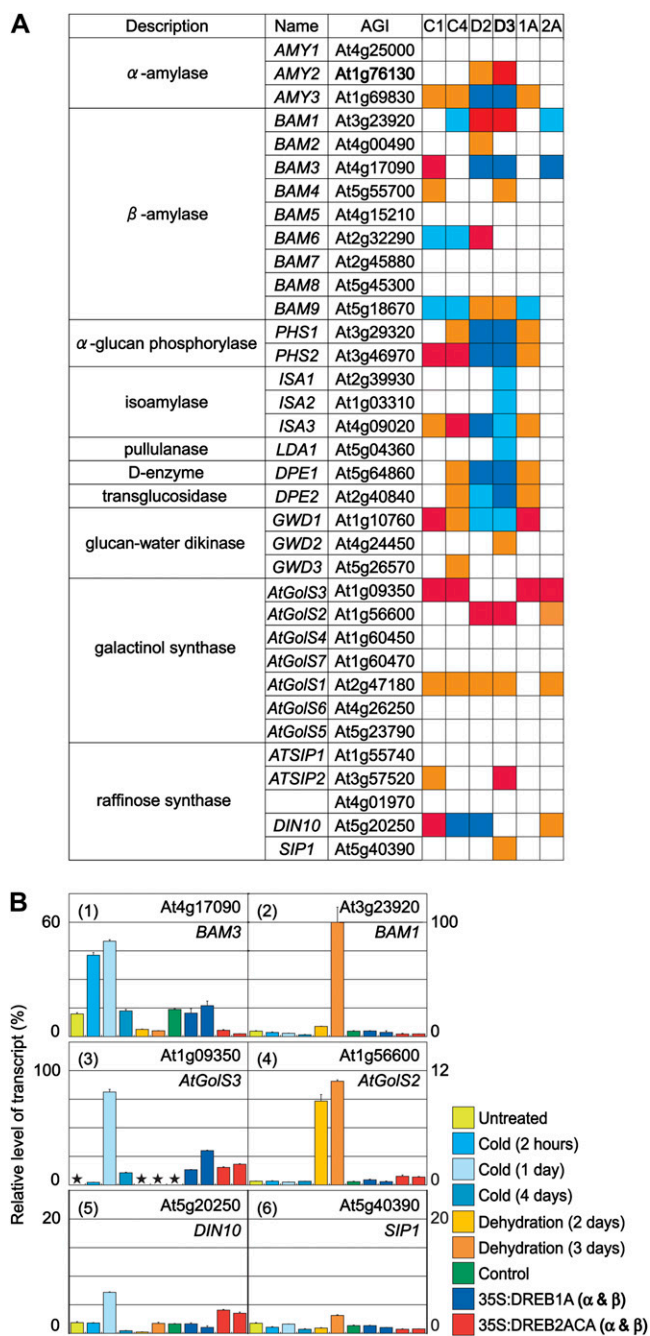 A
Description Name AGI C1 C4 D2 D3 1A 2A
α-amylase
AMY1 At4g25000
AMY2 At1g76130
AMY3 At1g69830
β-amylase
BAM1 At3g23920
BAM2 At4g00490
BAM3 At4g17090
BAM4 At5g55700
BAM5 At4g15210
BAM6 At2g32290
BAM7 At2g45880
BAM8 At5g45300
BAM9 At5g18670
α-glucan phosphorylase
PHS1 At3g29320
PHS2 At3g46970
isoamylase
ISA1 At2g39930
ISA2 At1g03310
ISA3 At4g09020
pullulanase LDA1 At5g04360
D-enzyme DPE1 At5g64860
transglucosidase DPE2 At2g40840
glucan-water dikinase
GWD1 At1g10760
GWD2 At4g24450
GWD3 At5g26570
galactinol synthase
AtGolS3 At1g09350
AtGolS2 At1g56600
AtGolS4 At1g60450
AtGolS7 At1g60470
AtGolS1 At2g47180
AtGolS6 At4g26250
AtGolS5 At5g23790
raffinose synthase
ATSIP1 At1g55740
ATSIP2 At3g57520
At4g01970
DIN10 At5g20250
SIP1 At5g40390
B
Relative level of transcript (%)
60 (1) At4g17090
BAM3
0
(2) At3g23920 100
BAM1
0
100 (3) At1g09350
AtGolS3
0
(4) At1g56600 12
AtGolS2
0
20 (5) At5g20250
DIN10
0
(6) At5g40390 20
SIP1
0
Untreated
Cold (2 hours)
Cold (1 day)
Cold (4 days)
Dehydration (2 days)
Dehydration (3 days)
Control
35S:DREB1A (α & β)
35S:DREB2ACA (α & β)